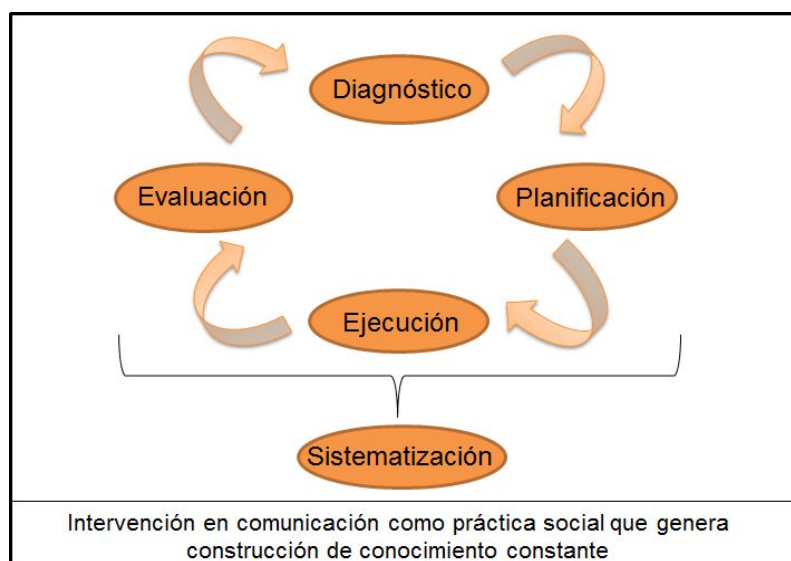 Diagnóstico
Evaluación
Planificación
Ejecución
Sistematización
Intervención en comunicación como práctica social que genera
construcción de conocimiento constante